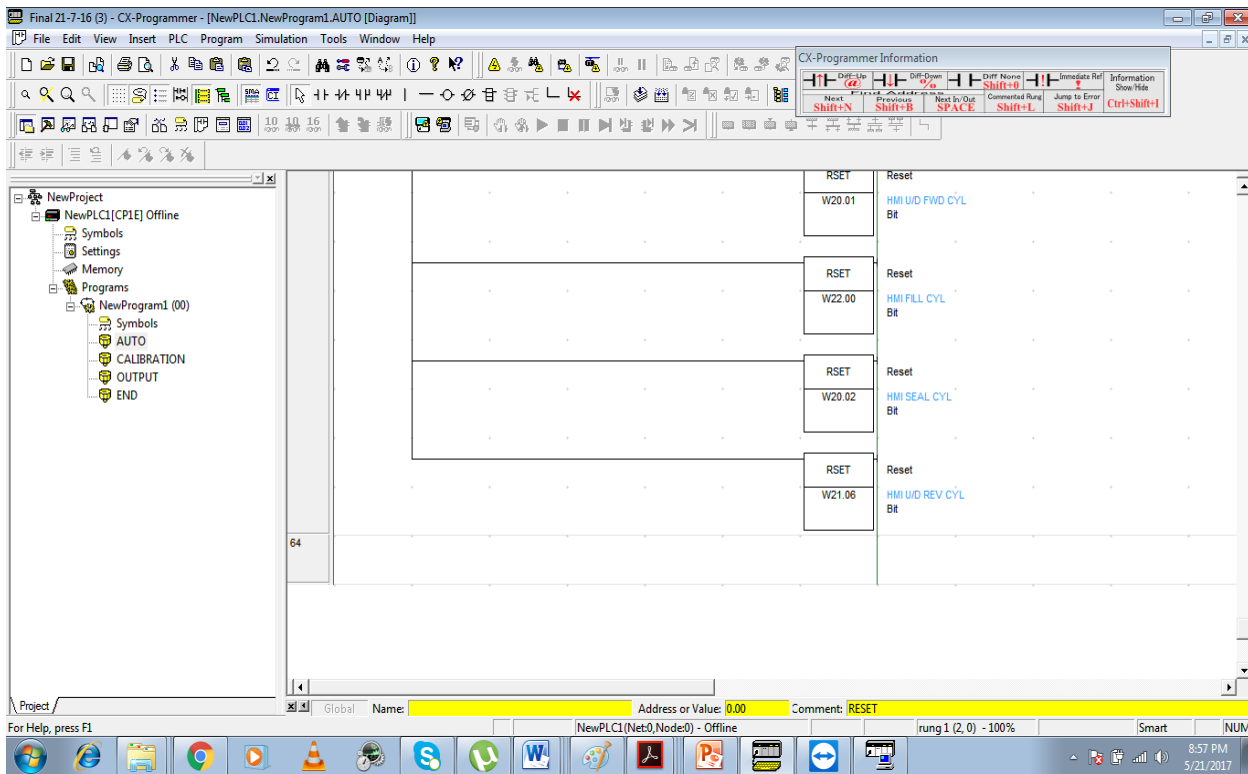 Final 21-7-16 (3) - CX-Programmer - [NewPLC1.NewProgram1.AUTO [Diagram]]
File Edit View Insert PLC Program Simulation Tools Window Help
CX-Programmer Information
Diff-Up Diff-Down Diff None Immediate Ref Information
@ % Shift+0 ! Show/Hide
Find Address
Next Previous Next In/Out Commented Rung Jump to Error
Shift+N Shift+B SPACE Shift+L Shift+J Ctrl+Shift+I
10 16
NewProject
NewPLC1[CP1E] Offline
Symbols
Settings
Memory
Programs
NewProgram1 (00)
Symbols
AUTO
CALIBRATION
OUTPUT
END
RSET Reset
W20.01 HMI U/D FWD CYL
Bit
RSET Reset
W22.00 HMI FILL CYL
Bit
RSET Reset
W20.02 HMI SEAL CYL
Bit
RSET Reset
W21.06 HMI U/D REV CYL
Bit
64
Project
Global Name: Address or Value: 0.00 Comment: RESET
For Help, press F1 NewPLC1(Net:0,Node:0) - Offline rung 1 (2, 0) - 100% Smart NUM
8:57 PM
5/21/2017